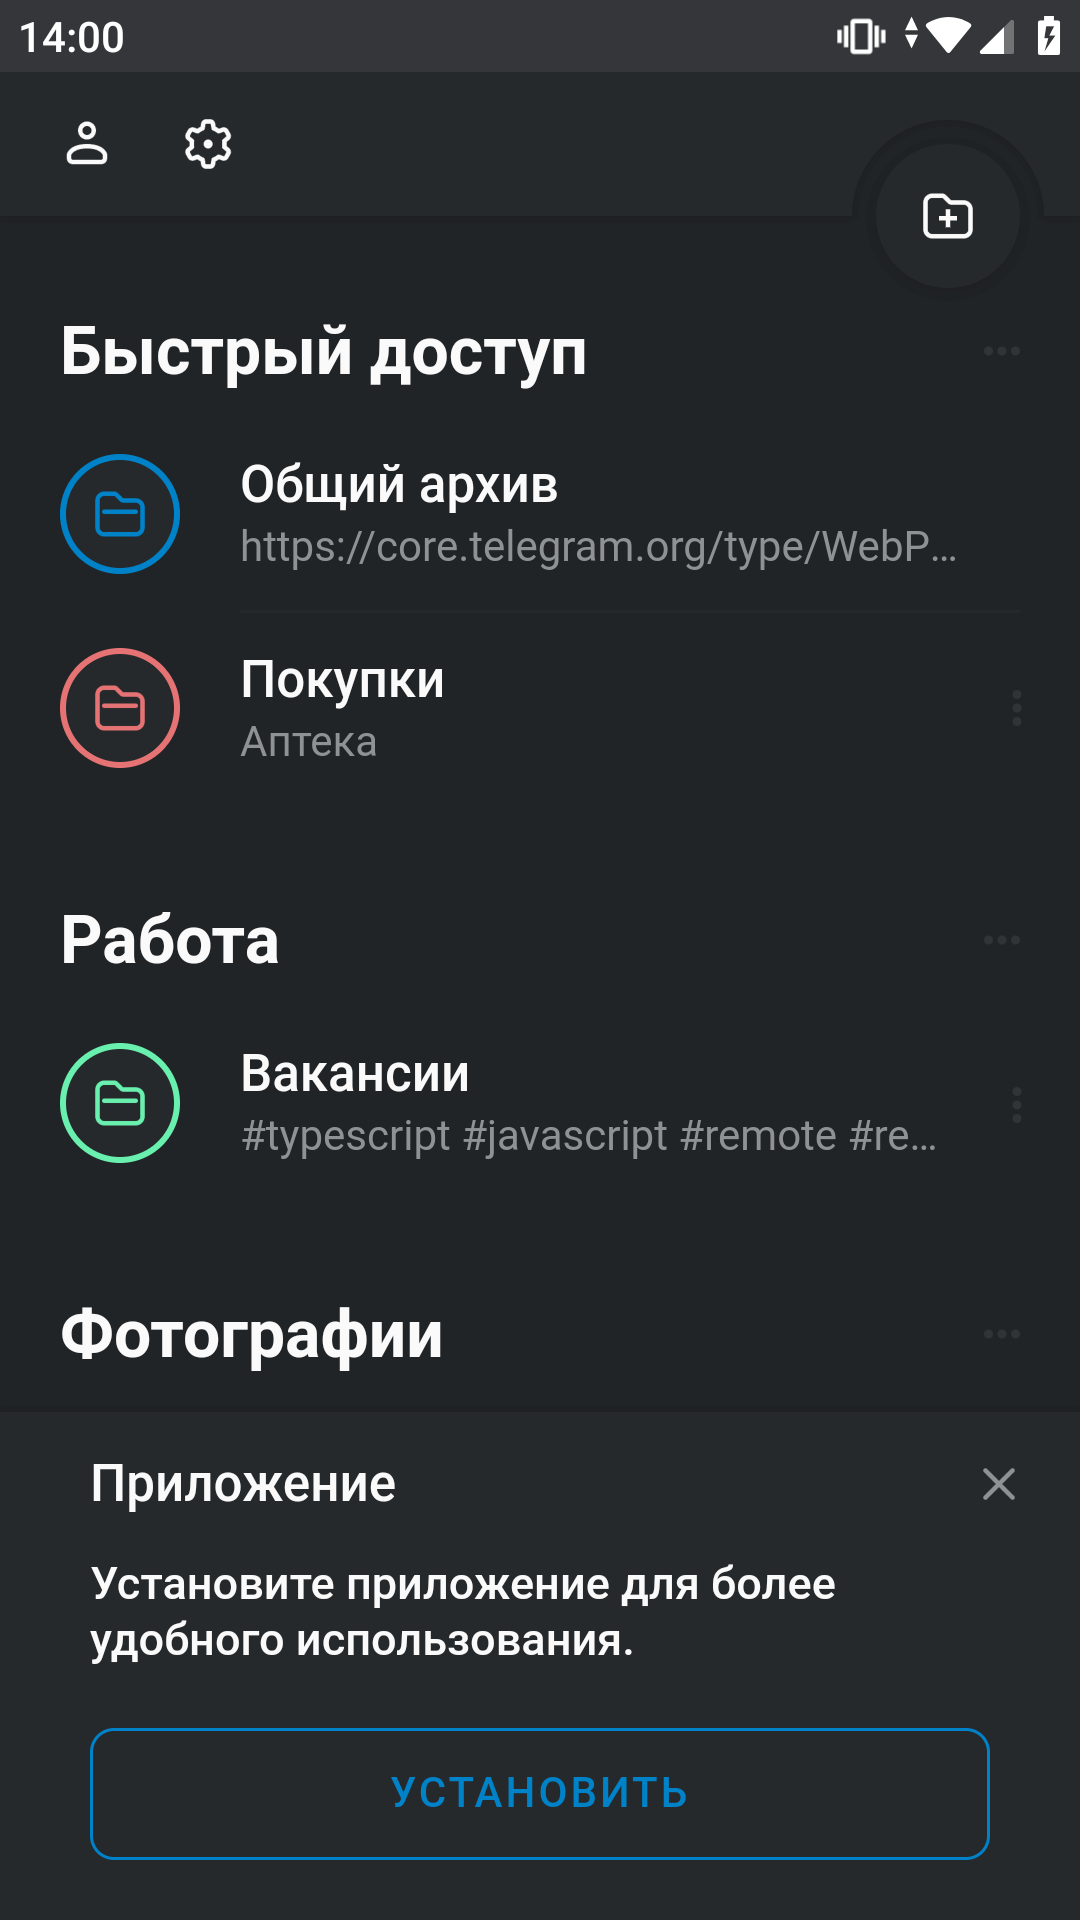 14:00
Быстрый доступ
Общий архив
https://core.telegram.org/type/WebP...
Покупки
Аптека
Работа
Вакансии
#typescript #javascript #remote #re...
Фотографии
Приложение
Установите приложение для более
удобного использования.
УСТАНОВИТЬ